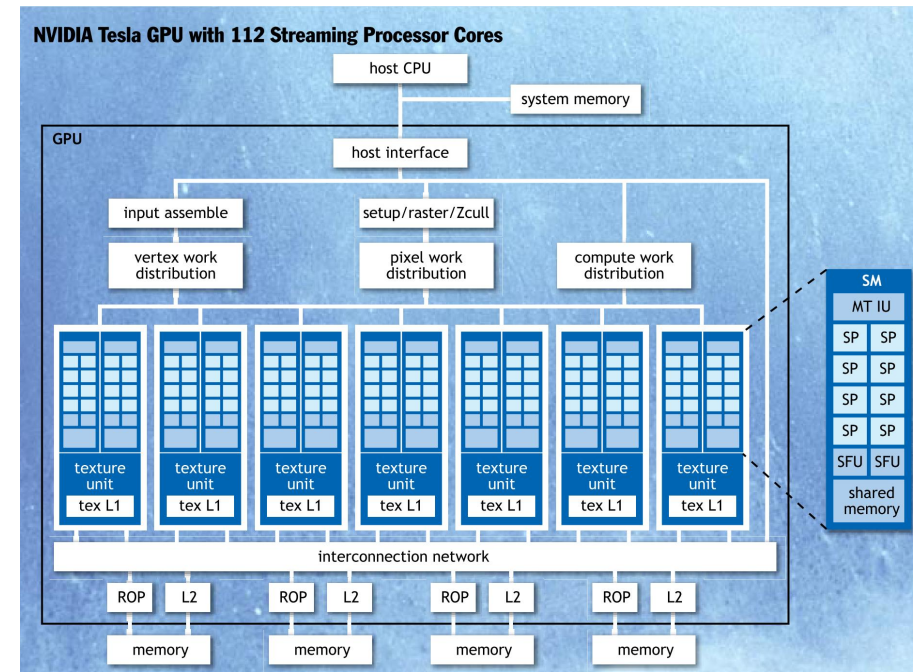 NVIDIA Tesla GPU with 112 Streaming Processor Cores
host CPU
system memory
GPU
host interface
input assemble
setup/raster/Zcull
vertex work
distribution
pixel work
distribution
compute work
distribution
SM
MT IU
SP SP
SP SP
SP SP
SP SP
SFU SFU
shared
memory
texture
unit
tex L1
texture
unit
tex L1
texture
unit
tex L1
texture
unit
tex L1
texture
unit
tex L1
texture
unit
tex L1
texture
unit
tex L1
interconnection network
ROP L2 ROP L2 ROP L2 ROP L2
memory memory memory memory